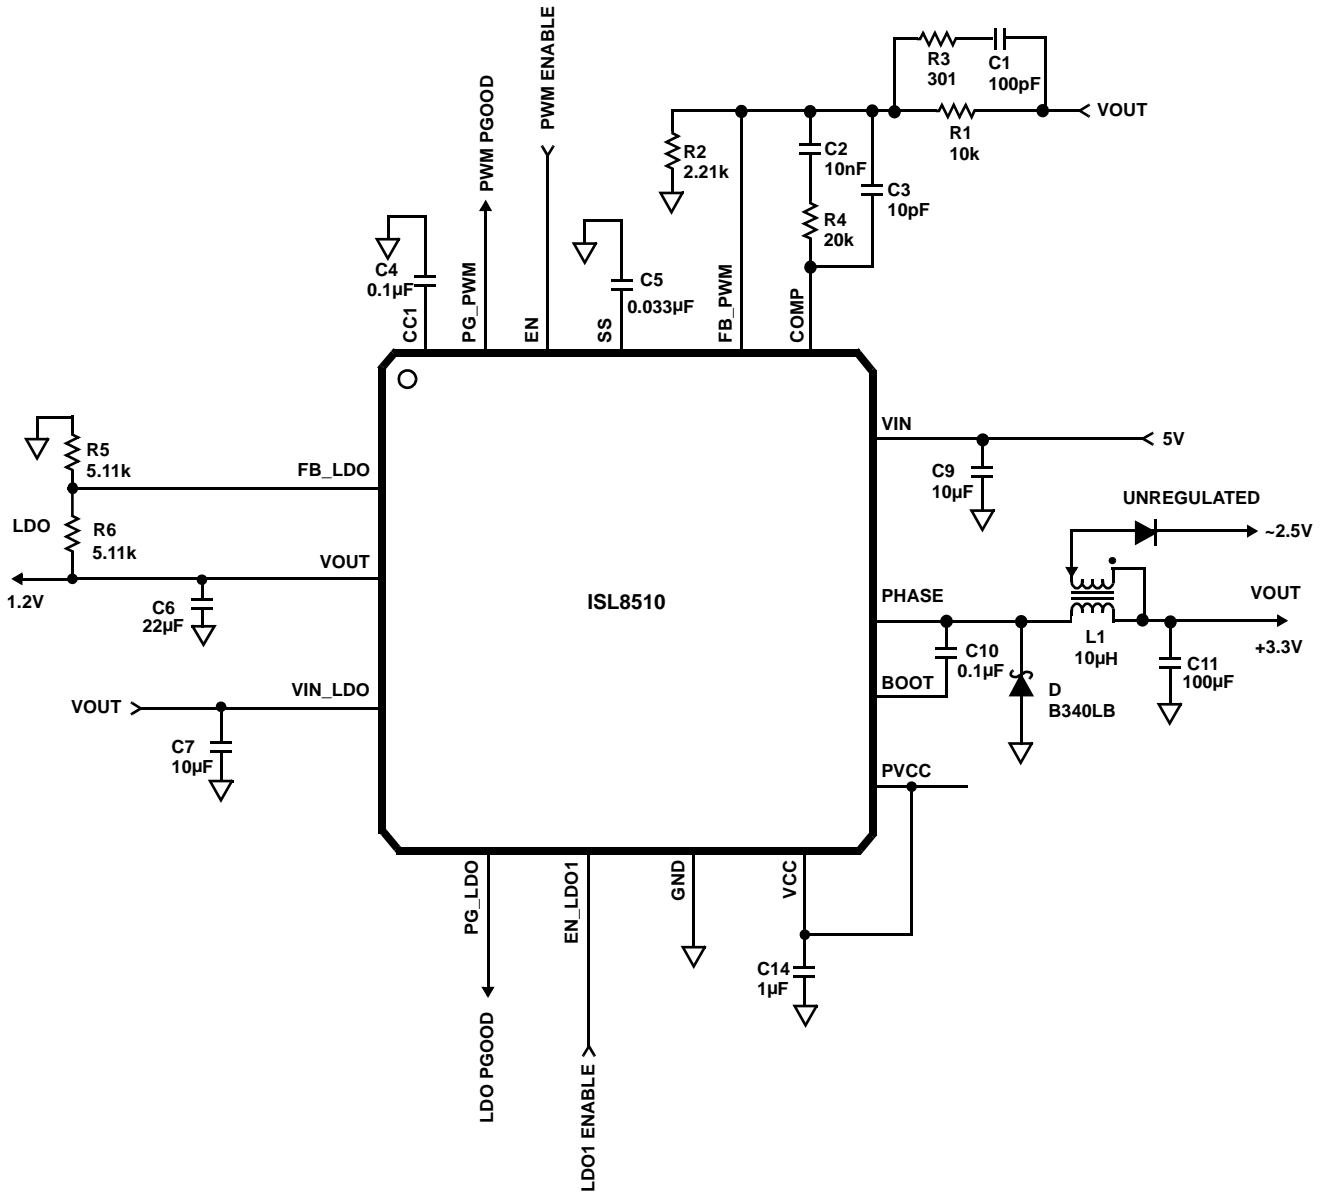 PWM ENABLE
PWM PGOOD
R3
301
C1
100pF
VOUT
R1
10k
R2
2.21k
C2
10nF
C3
10pF
R4
20k
C4
0.1µF
C5
0.033µF
CC1
PG_PWM
EN
SS
FB_PWM
COMP
VIN
5V
C9
10µF
R5
5.11k
FB_LDO
LDO
R6
5.11k
VOUT
1.2V
C6
22µF
ISL8510
UNREGULATED
~2.5V
PHASE
VOUT
L1
10µH
+3.3V
C10
0.1µF
C11
100µF
BOOT
D
B340LB
VIN_LDO
VOUT
C7
10µF
PVCC
PG_LDO
EN_LDO1
GND
VCC
C14
1µF
LDO PGOOD
LDO1 ENABLE